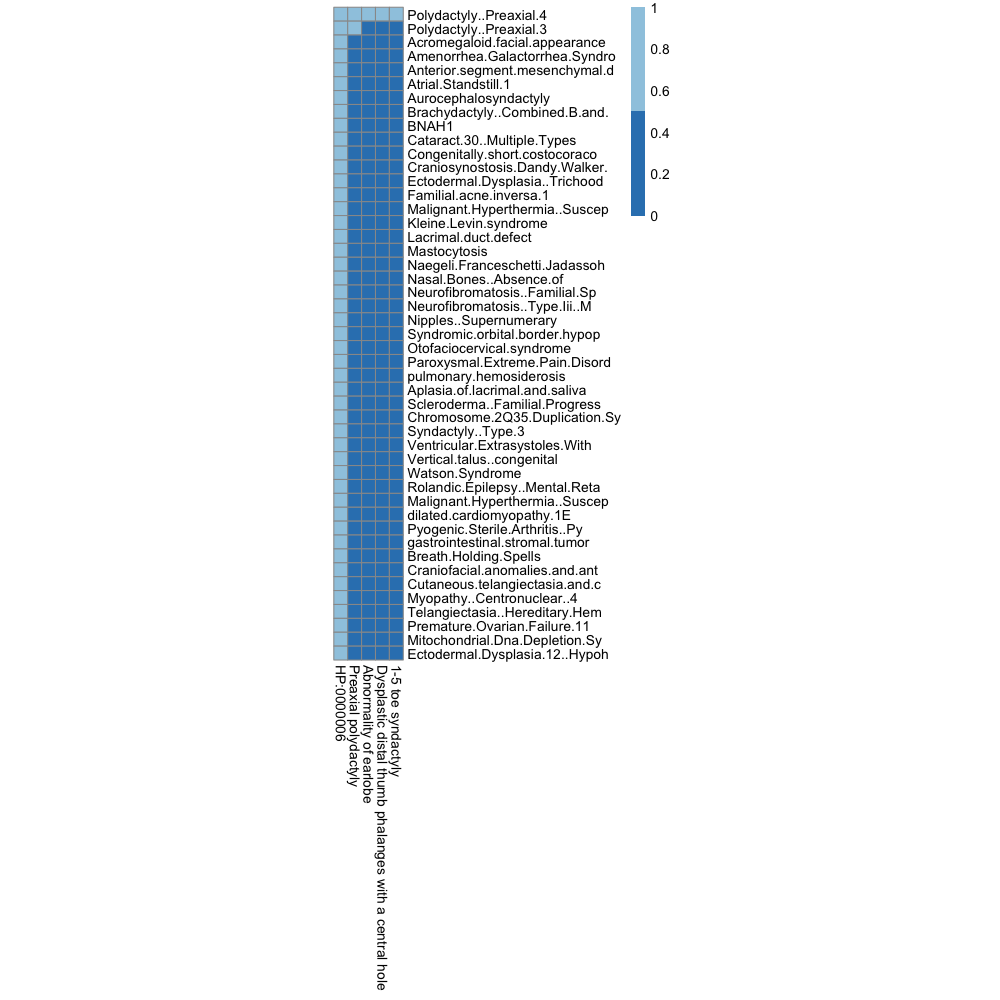 Polydactyly..Preaxial.4
Polydactyly..Preaxial.3
Acromegaloid.facial.appearance
Amenorrhea.Galactorrhea.Syndro
Anterior.segment.mesenchymal.d
Atrial.Standstill.1
Aurocephalosyndactyly
Brachydactyly..Combined.B.and.
BNAH1
Cataract.30..Multiple.Types
Congenitally.short.costocoraco
Craniosynostosis.Dandy.Walker.
Ectodermal.Dysplasia..Trichood
Familial.acne.inversa.1
Malignant.Hyperthermia..Suscep
Kleine.Levin.syndrome
Lacrimal.duct.defect
Mastocytosis
Naegeli.Franceschetti.Jadassoh
Nasal.Bones..Absence.of
Neurofibromatosis..Familial.Sp
Neurofibromatosis..Type.Iii..M
Nipples..Supernumerary
Syndromic.orbital.border.hypop
Otofaciocervical.syndrome
Paroxysmal.Extreme.Pain.Disord
pulmonary.hemosiderosis
Aplasia.of.lacrimal.and.saliva
Scleroderma..Familial.Progress
Chromosome.2Q35.Duplication.Sy
Syndactyly..Type.3
Ventricular.Extrasystoles.With
Vertical.talus..congenital
Watson.Syndrome
Rolandic.Epilepsy..Mental.Reta
Malignant.Hyperthermia..Suscep
dilated.cardiomyopathy.1E
Pyogenic.Sterile.Arthritis..Py
gastrointestinal.stromal.tumor
Breath.Holding.Spells
Craniofacial.anomalies.and.ant
Cutaneous.telangiectasia.and.c
Myopathy..Centronuclear..4
Telangiectasia..Hereditary.Hem
Premature.Ovarian.Failure.11
Mitochondrial.Dna.Depletion.Sy
Ectodermal.Dysplasia.12..Hypoh
1
0.8
0.6
0.4
0.2
0
HP:0000006
Preaxial polydactyly
Abnormality of earlobe
Dysplastic distal thumb phalanges with a central hole
1-5 toe syndactyly